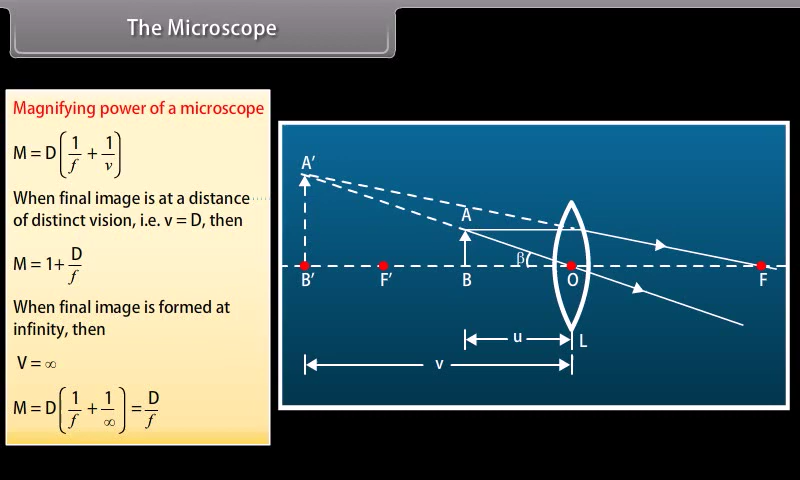 The Microscope
Magnifying power of a microscope
M = D(1/f + 1/v)
When final image is at a distance
of distinct vision, i.e. v = D, then
M = 1+ D/f
When final image is formed at
infinity, then
V = ∞
M = D(1/f + 1/∞) = D/f
A′
A
β
B′
F′
B
O
F
u
L
v